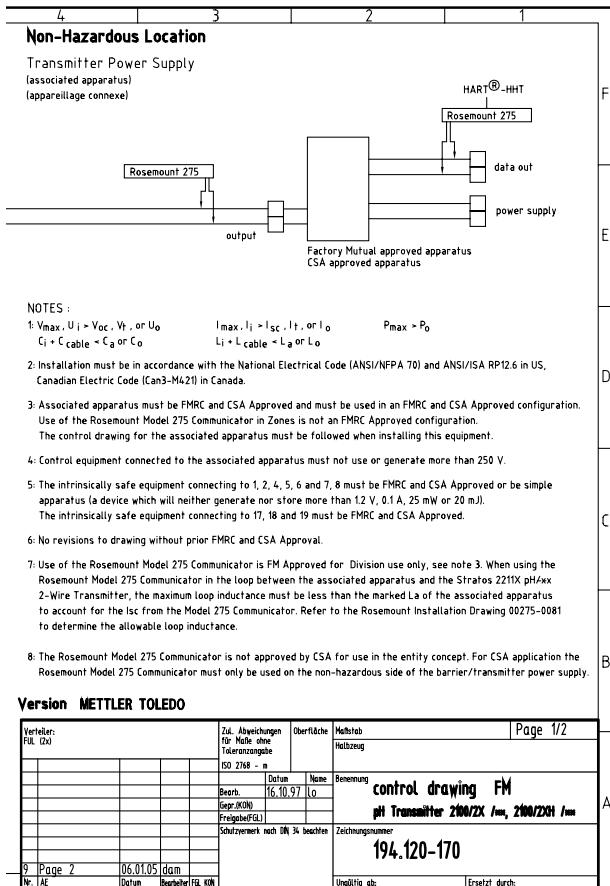 4 3 2 1
Non-Hazardous Location
Transmitter Power Supply
(associated apparatus)
(appareillage connexe)
F
HART®-HHT
Rosemount 275
data out
Rosemount 275
power supply
output
E
Factory Mutual approved apparatus
CSA approved apparatus
NOTES :
1: Vmax , U i > Voc , Vt , or Uo I max , I i > I sc , I t , or I o Pmax > Po
C i + C cable < C a or C o L i + L cable < L a or L o
2: Installation must be in accordance with the National Electrical Code (ANSI/NFPA 70) and ANSI/ISA RP12.6 in US,
Canadian Electric Code (Can3-M421) in Canada.
D
3: Associated apparatus must be FMRC and CSA Approved and must be used in an FMRC and CSA Approved configuration.
Use of the Rosemount Model 275 Communicator in Zones is not an FMRC Approved configuration.
The control drawing for the associated apparatus must be followed when installing this equipment.
4: Control equipment connected to the associated apparatus must not use or generate more than 250 V.
5: The intrinsically safe equipment connecting to 1, 2, 4, 5, 6 and 7, 8 must be FMRC and CSA Approved or be simple
apparatus (a device which will neither generate nor store more than 1.2 V, 0.1 A, 25 mW or 20 mJ).
The intrinsically safe equipment connecting to 17, 18 and 19 must be FMRC and CSA Approved.
C
6: No revisions to drawing without prior FMRC and CSA Approval.
7: Use of the Rosemount Model 275 Communicator is FM Approved for Division use only, see note 3. When using the
Rosemount Model 275 Communicator in the loop between the associated apparatus and the Stratos 2211X pH/xx
2-Wire Transmitter, the maximum loop inductance must be less than the marked La of the associated apparatus
to account for the Isc from the Model 275 Communicator. Refer to the Rosemount Installation Drawing 00275-0081
to determine the allowable loop inductance.
8: The Rosemount Model 275 Communicator is not approved by CSA for use in the entity concept. For CSA application the
Rosemount Model 275 Communicator must only be used on the non-hazardous side of the barrier/transmitter power supply.
B
Version METTLER TOLEDO
Verteiler:
FUL (2x)
Zul. Abweichungen
für Maße ohne
Toleranzangabe
ISO 2768 - m
Oberfläche
Maßstab
Page 1/2
Halbzeug
Datum Name
Bearb. 16.10.97 lo
Gepr.(KON)
Freigabe(FGL)
Benennung
control drawing FM
pH Transmitter 2100/2X /***, 2100/2XH /***
A
Schutzvermerk nach DIN 34 beachten
Zeichnungsnummer
194.120-170
9 Page 2 06.01.05 dam
Nr. AE Datum Bearbeiter FGL KON
Ungültig ab: Ersetzt durch: